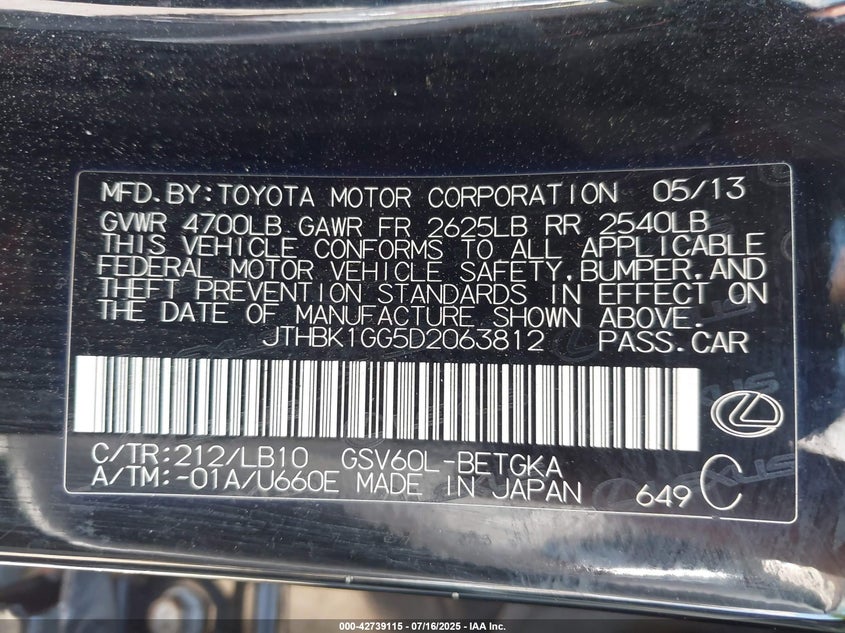 MFD.BY:TOYOTA MOTOR CORPORATION 05/13
GVWR 4700LB GAWR FR 2625LB RR 2540LB
THIS VEHICLE CONFORMS TO ALL APPLICABLE
FEDERAL MOTOR VEHICLE SAFETY,BUMPER,AND
THEFT PREVENTION STANDARDS IN EFFECT ON
THE DATE OF MANUFACTURE SHOWN ABOVE.
JTHBK1GG5D2063812 PASS.CAR
C/TR:212/LB10 GSV60L-BETGKA
A/TM:-01A/U660E MADE IN JAPAN 649 C
000-42739115 - 07/16/2025 - IAA Inc.